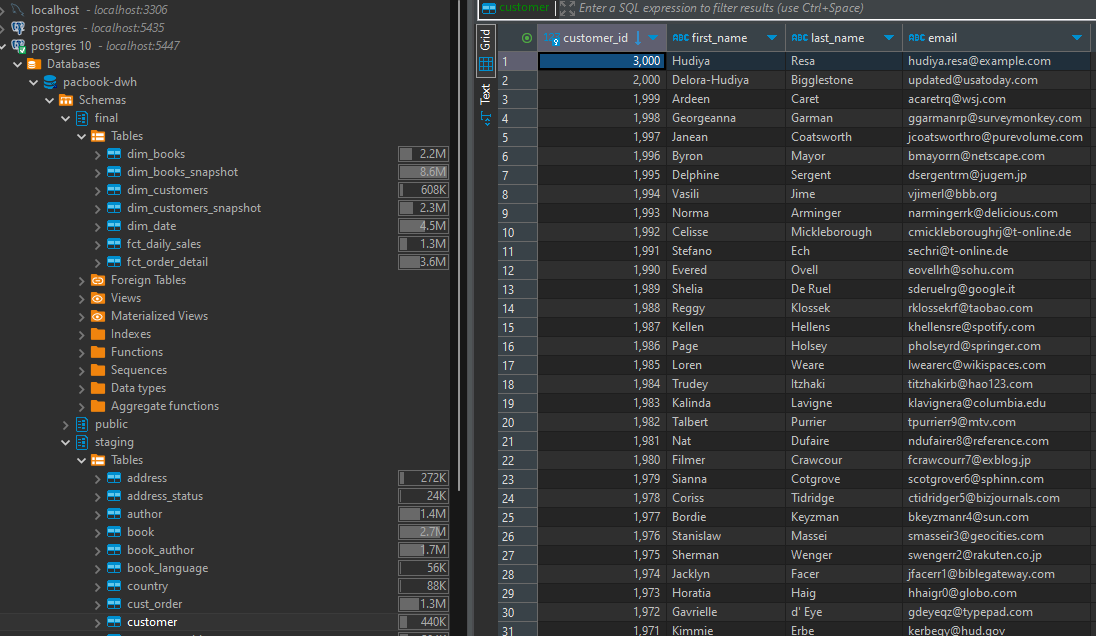 localhost - localhost:3306
postgres - localhost:5435
postgres 10 - localhost:5447
Databases
pacbook-dwh
Schemas
final
Tables
dim_books 2.2M
dim_books_snapshot 8.6M
dim_customers 608K
dim_customers_snapshot 2.3M
dim_date 4.5M
fct_daily_sales 1.3M
fct_order_detail 3.6M
Foreign Tables
Views
Materialized Views
Indexes
Functions
Sequences
Data types
Aggregate functions
public
staging
Tables
address 272K
address_status 24K
author 1.4M
book 2.7M
book_author 1.7M
book_language 56K
country 88K
cust_order 1.3M
customer 440K
customer Enter a SQL expression to filter results (use Ctrl+Space)
Grid
Text
customer_id ABC first_name ABC last_name ABC email
1 3,000 Hudiya Resa hudiya.resa@example.com
2 2,000 Delora-Hudiya Bigglestone updated@usatoday.com
3 1,999 Ardeen Caret acaretrq@wsj.com
4 1,998 Georgeanna Garman ggarmanrp@surveymonkey.com
5 1,997 Janean Coatsworth jcoatsworthro@purevolume.com
6 1,996 Byron Mayor bmayorrn@netscape.com
7 1,995 Delphine Sergent dsergentrm@jugem.jp
8 1,994 Vasili Jime vjimerl@bbb.org
9 1,993 Norma Arminger narmingerrk@delicious.com
10 1,992 Celisse Mickleborough cmickleboroughrj@t-online.de
11 1,991 Stefano Ech sechri@t-online.de
12 1,990 Evered Ovell eovellrh@sohu.com
13 1,989 Shelia De Ruel sderuelrg@google.it
14 1,988 Reggy Klossek rklossekrf@taobao.com
15 1,987 Kellen Hellens khellensre@spotify.com
16 1,986 Page Holsey pholseyrd@springer.com
17 1,985 Loren Weare lwearerc@wikispaces.com
18 1,984 Trudey Itzhaki titzhakirb@hao123.com
19 1,983 Kalinda Lavigne klavignera@columbia.edu
20 1,982 Talbert Purrier tpurrierr9@mtv.com
21 1,981 Nat Dufaire ndufairer8@reference.com
22 1,980 Filmer Crawcour fcrawcourr7@exblog.jp
23 1,979 Sianna Cotgrove scotgrover6@sphinn.com
24 1,978 Coriss Tidridge ctidridger5@bizjournals.com
25 1,977 Bordie Keyzman bkeyzmanr4@sun.com
26 1,976 Stanislaw Massei smasseir3@geocities.com
27 1,975 Sherman Wenger swengerr2@rakuten.co.jp
28 1,974 Jacklyn Facer jfacerr1@biblegateway.com
29 1,973 Horatia Haig hhaigr0@globo.com
30 1,972 Gavrielle d' Eye gdeyeqz@typepad.com
31 1,971 Kimmie Erbe kerbeqy@hud.gov